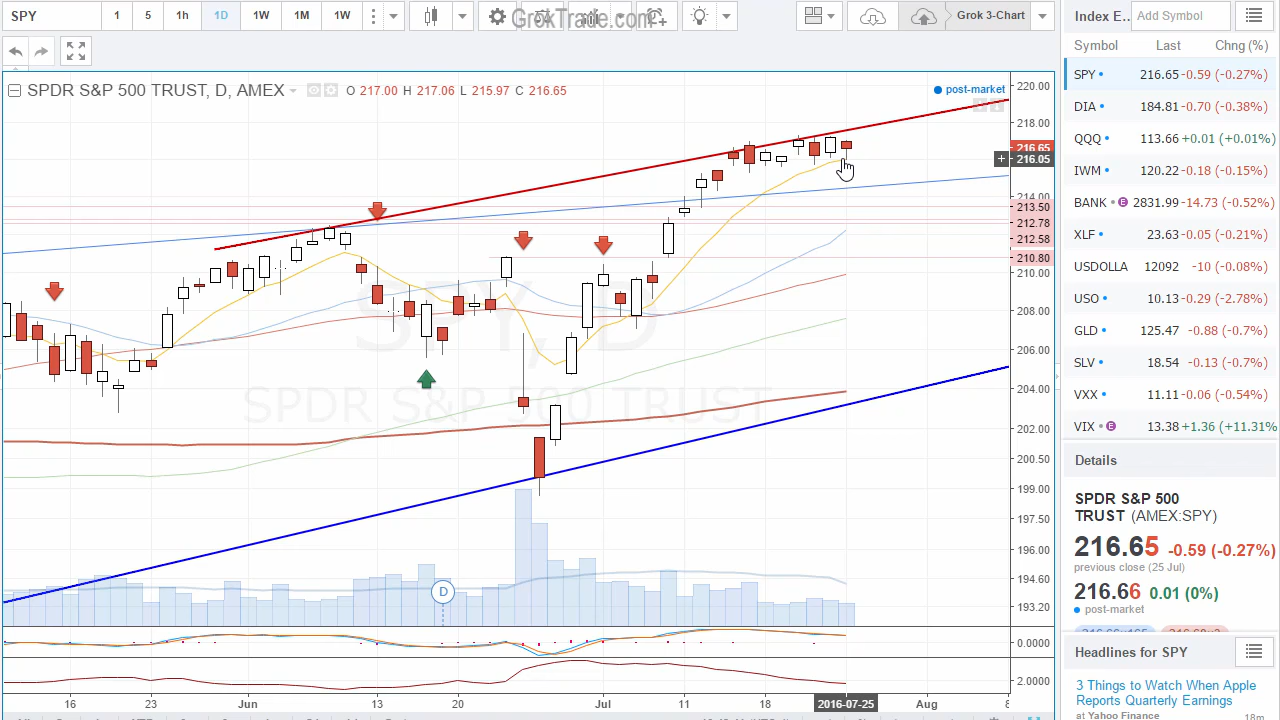 SPY 1 5 1h 1D 1W 1M 1W
GrokTrade.com
Grok 3-Chart
SPDR S&P 500 TRUST, D, AMEX
O 217.00 H 217.06 L 215.97 C 216.65
post-market
SPY, D
SPDR S&P 500 TRUST
D
220.00
218.00
216.65
216.05
214.00
213.50
212.78
212.58
210.80
210.00
208.00
206.00
204.00
202.00
200.50
199.00
197.50
196.00
194.60
193.20
0.0000
2.0000
16 23 Jun 13 20 Jul 11 18 2016-07-25 Aug 8
Index E.. Add Symbol
Symbol Last Chng (%)
SPY 216.65 -0.59 (-0.27%)
DIA 184.81 -0.70 (-0.38%)
QQQ 113.66 +0.01 (+0.01%)
IWM 120.22 -0.18 (-0.15%)
BANK E 2831.99 -14.73 (-0.52%)
XLF 23.63 -0.05 (-0.21%)
USDOLLA 12092 -10 (-0.08%)
USO 10.13 -0.29 (-2.78%)
GLD 125.47 -0.88 (-0.7%)
SLV 18.54 -0.13 (-0.7%)
VXX 11.11 -0.06 (-0.54%)
VIX E 13.38 +1.36 (+11.31%
Details
SPDR S&P 500
TRUST (AMEX:SPY)
216.65 -0.59 (-0.27%)
previous close (25 Jul)
216.66 0.01 (0%)
post-market
Headlines for SPY
3 Things to Watch When Apple
Reports Quarterly Earnings
at Yahoo Finance 18m